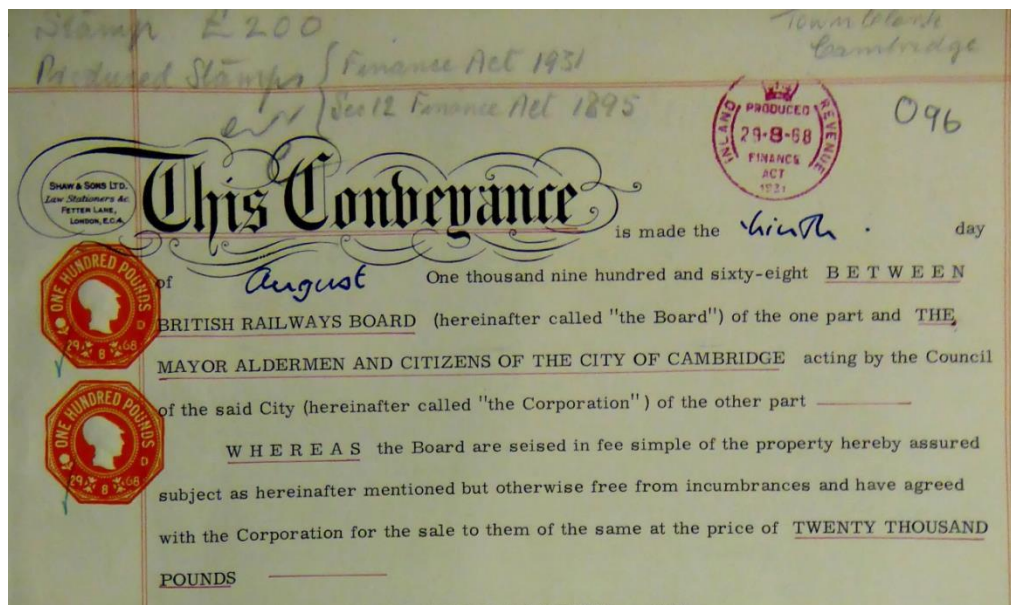 Stamp £200
Town Clerk
Cambridge
Produced Stamps Finance Act 1931
Sec 12 Finance Act 1895
096
INLAND REVENUE
PRODUCED
29-8-68
FINANCE
ACT
1931
SHAW & SONS LTD.
Law Stationers &c.
FETTER LANE,
LONDON, E.C.4.
This Conveyance
is made the ninth . day
of August One thousand nine hundred and sixty-eight BETWEEN
BRITISH RAILWAYS BOARD (hereinafter called "the Board") of the one part and THE
MAYOR ALDERMEN AND CITIZENS OF THE CITY OF CAMBRIDGE acting by the Council
of the said City (hereinafter called "the Corporation") of the other part
WHEREAS the Board are seised in fee simple of the property hereby assured
subject as hereinafter mentioned but otherwise free from incumbrances and have agreed
with the Corporation for the sale to them of the same at the price of TWENTY THOUSAND
POUNDS
ONE HUNDRED POUNDS
D
29 8 68
ONE HUNDRED POUNDS
D
29 8 68